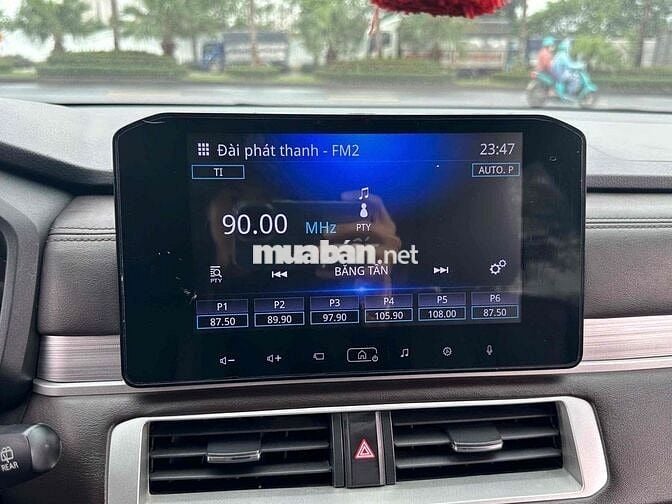 Đài phát thanh - FM2
23:47
TI
AUTO. P
90.00 MHz
PTY
muabán.net
PTY
BĂNG TẦN
P1 P2 P3 P4 P5 P6
87.50 89.90 97.90 105.90 108.00 87.50
REAR